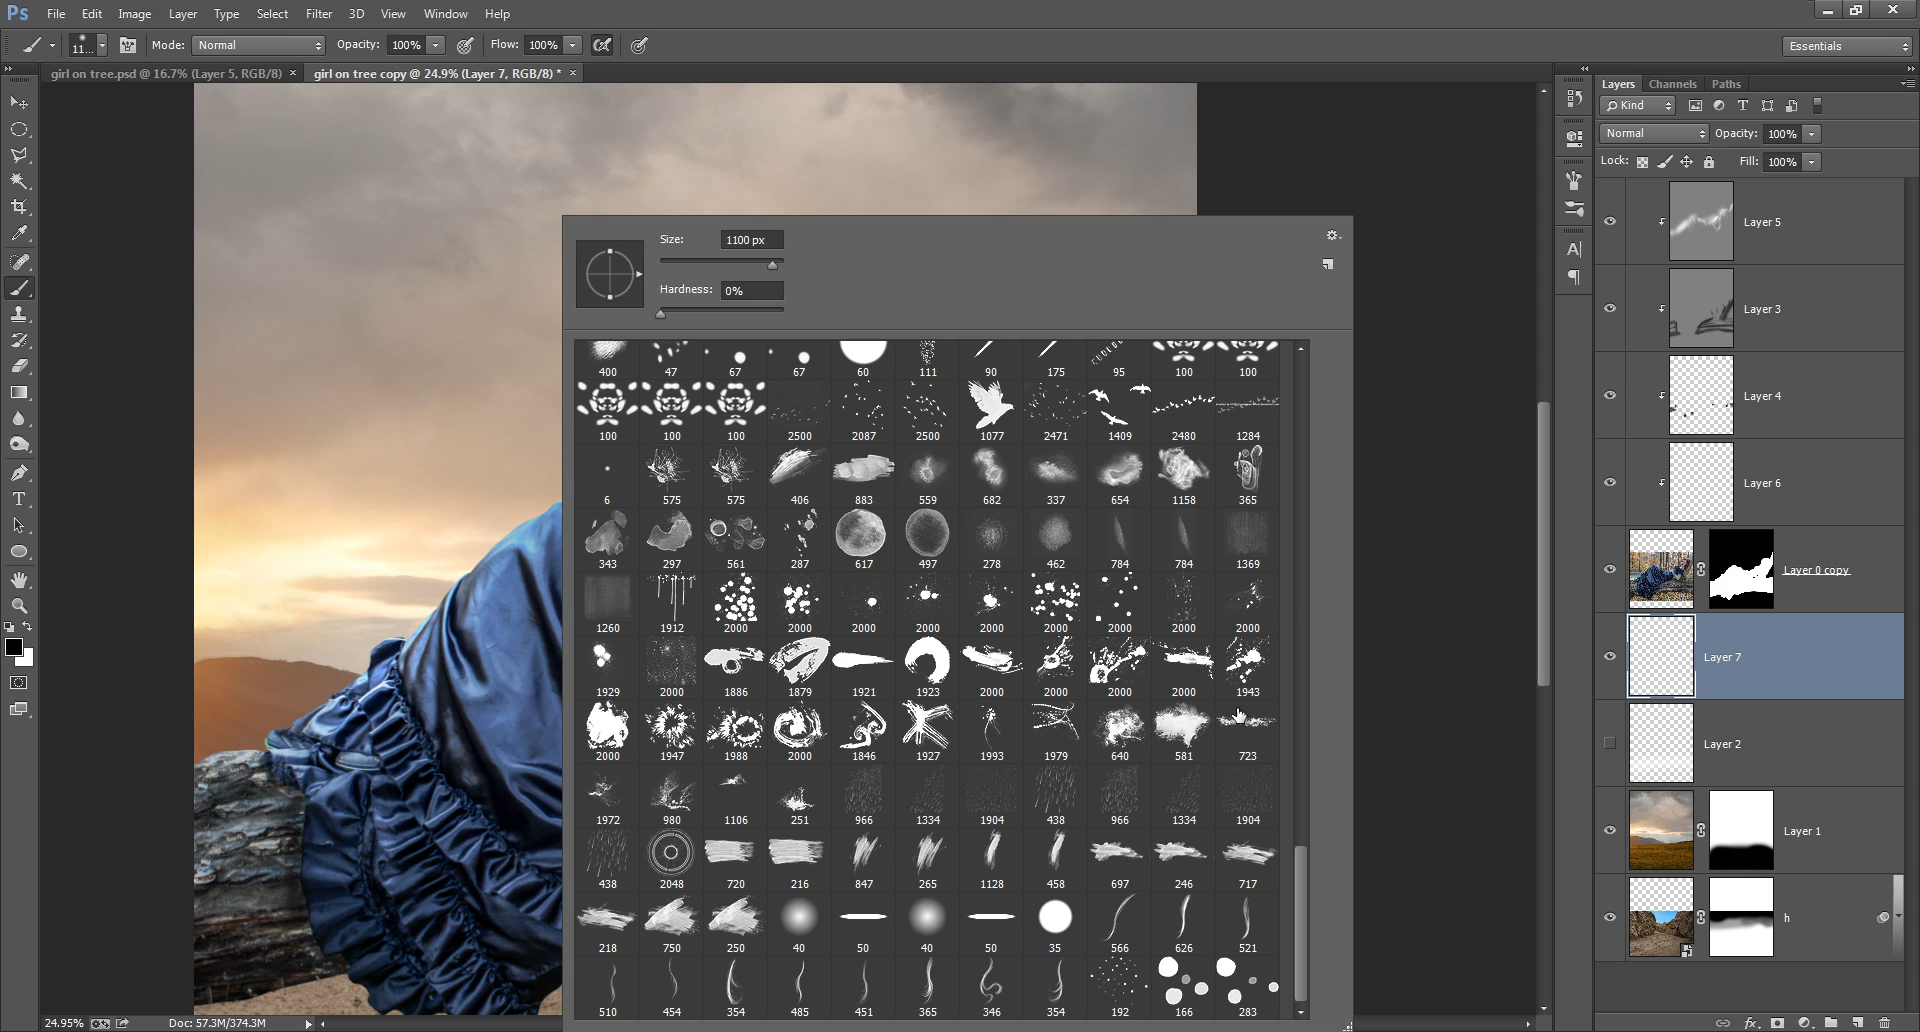 Ps File Edit Image Layer Type Select Filter 3D View Window Help
11... Mode: Normal Opacity: 100% Flow: 100% Essentials
girl on tree.psd @ 16.7% (Layer 5, RGB/8) × girl on tree copy @ 24.9% (Layer 7, RGB/8) * ×
Layers Channels Paths
Kind
Normal Opacity: 100%
Lock: Fill: 100%
Size: 1100 px
Hardness: 0%
400 47 67 67 60 111 90 175 95 100 100
100 100 100 2500 2087 2500 1077 2471 1409 2480 1284
6 575 575 406 883 559 682 337 654 1158 365
343 297 561 287 617 497 278 462 784 784 1369
1260 1912 2000 2000 2000 2000 2000 2000 2000 2000 2000
1929 2000 1886 1879 1921 1923 2000 2000 2000 2000 1943
2000 1947 1988 2000 1846 1927 1993 1979 640 581 723
1972 980 1106 251 966 1334 1904 438 966 1334 1904
438 2048 720 216 847 265 1128 458 697 246 717
218 750 250 40 50 40 50 35 566 626 521
510 454 354 485 451 365 346 354 192 166 283
Layer 5
Layer 3
Layer 4
Layer 6
Layer 0 copy
Layer 7
Layer 2
Layer 1
h
24.95% Doc: 57.3M/374.3M